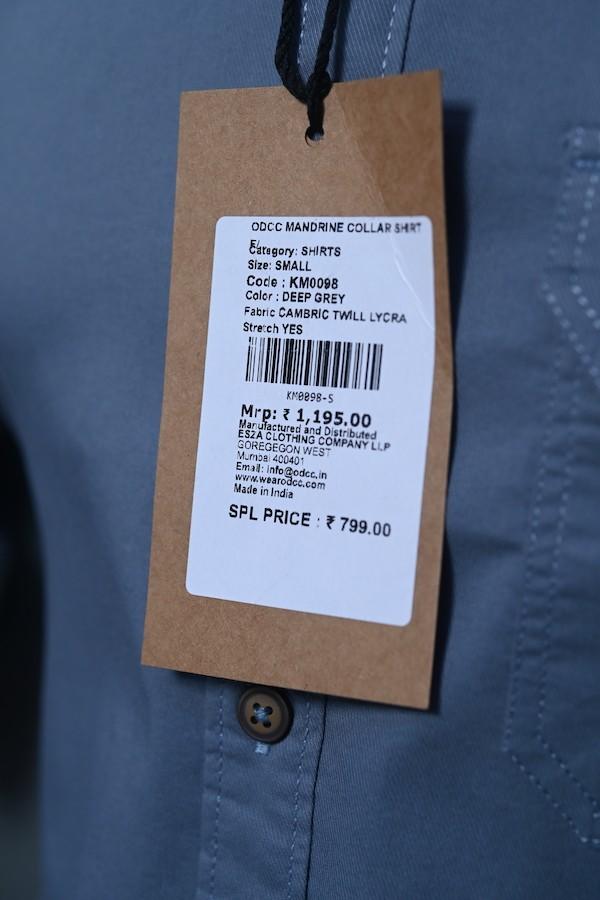 ODCC MANDRINE COLLAR SHIRT
F/
Category: SHIRTS
Size: SMALL
Code : KM0098
Color : DEEP GREY
Fabric CAMBRIC TWILL LYCRA
Stretch YES
KM0098-S
Mrp: ₹ 1,195.00
Manufactured and Distributed
ES2A CLOTHING COMPANY LLP
GOREGEGON WEST
Mumbai 400401
Email: info@odcc.in
www.wearodcc.com
Made in India
SPL PRICE : ₹ 799.00